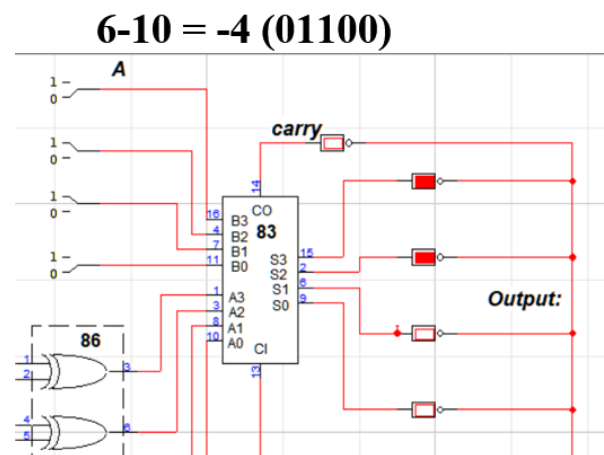 6-10 = -4 (01100)
A
1
0
carry
1
0
14
1
0
16
CO
B3
83
4
B2
7
B1
15
1
0
11
B0
S3
2
S2
6
S1
1
A3
9
S0
3
A2
Output:
8
A1
10
A0
86
CI
1
3
13
2
4
6
5